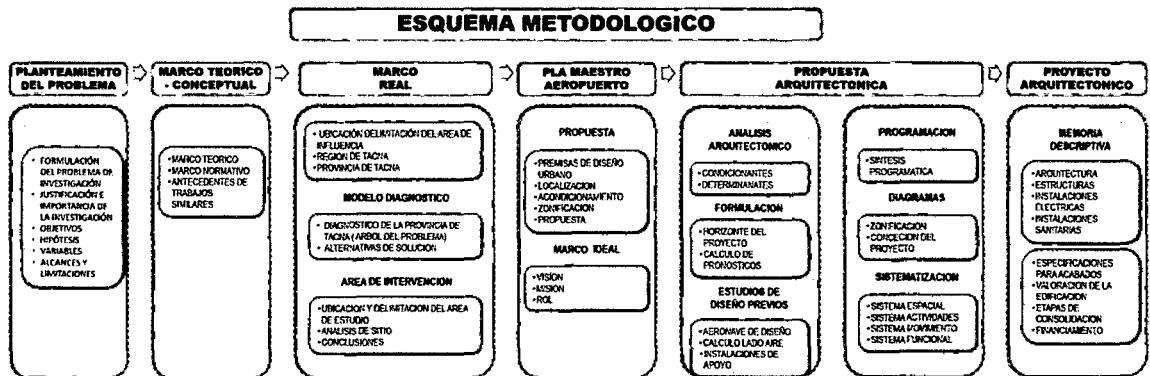 ESQUEMA METODOLOGICO
PLANTEAMIENTO
DEL PROBLEMA
MARCO TEORICO
- CONCEPTUAL
MARCO
REAL
PLA MAESTRO
AEROPUERTO
PROPUESTA
ARQUITECTONICA
PROYECTO
ARQUITECTONICO
• FORMULACIÓN
DEL PROBLEMA DE
INVESTIGACIÓN
• JUSTIFICACIÓN E
IMPORTANCIA DE
LA INVESTIGACIÓN
• OBJETIVOS
• HIPÓTESIS
• VARIABLES
• ALCANCES Y
LIMITACIONES
•MARCO TEORICO
•MARCO NORMATIVO
•ANTECEDENTES DE
TRABAJOS
SIMILARES
• UBICACIÓN DELIMITACIÓN DEL AREA DE
INFLUENCIA
• REGION DE TACNA
• PROVINCIA DE TACNA
MODELO DIAGNOSTICO
• DIAGNOSTICO DE LA PROVINCIA DE
TACNA (ARBOL DEL PROBLEMA)
• ALTERNATIVAS DE SOLUCION
AREA DE INTERVENCION
•UBICACION Y DELIMITACION DEL AREA
DE ESTUDIO
•ANALISIS DE SITIO
•CONCLUSIONES
PROPUESTA
•PREMISAS DE DISEÑO
URBANO
•LOCALIZACION
•ACONDICIONAMIENTO
•ZONIFICACION
•PROPUESTA
MARCO IDEAL
•VISION
•MISION
•ROL
ANALISIS
ARQUITECTONICO
•CONDICIONANTES
•DETERMINANTES
FORMULACION
•HORIZONTE DEL
PROYECTO
•CALCULO DE
PRONOSTICOS
ESTUDIOS DE
DISEÑO PREVIOS
•AERONAVE DE DISEÑO
•CALCULO LADO AIRE
•INSTALACIONES DE
APOYO
PROGRAMACION
•SINTESIS
PROGRAMATICA
DIAGRAMAS
•ZONIFICACION
•CONCECION DEL
PROYECTO
SISTEMATIZACION
•SISTEMA ESPACIAL
•SISTEMA ACTIVIDADES
•SISTEMA MOVIMIENTO
•SISTEMA FUNCIONAL
MEMORIA
DESCRIPTIVA
•ARQUITECTURA
•ESTRUCTURAS
•INSTALACIONES
ELECTRICAS
•INSTALACIONES
SANITARIAS
•ESPECIFICACIONES
PARA ACABADOS
•VALORACION DE LA
EDIFICACION
•ETAPAS DE
CONSOLIDACION
•FINANCIAMIENTO